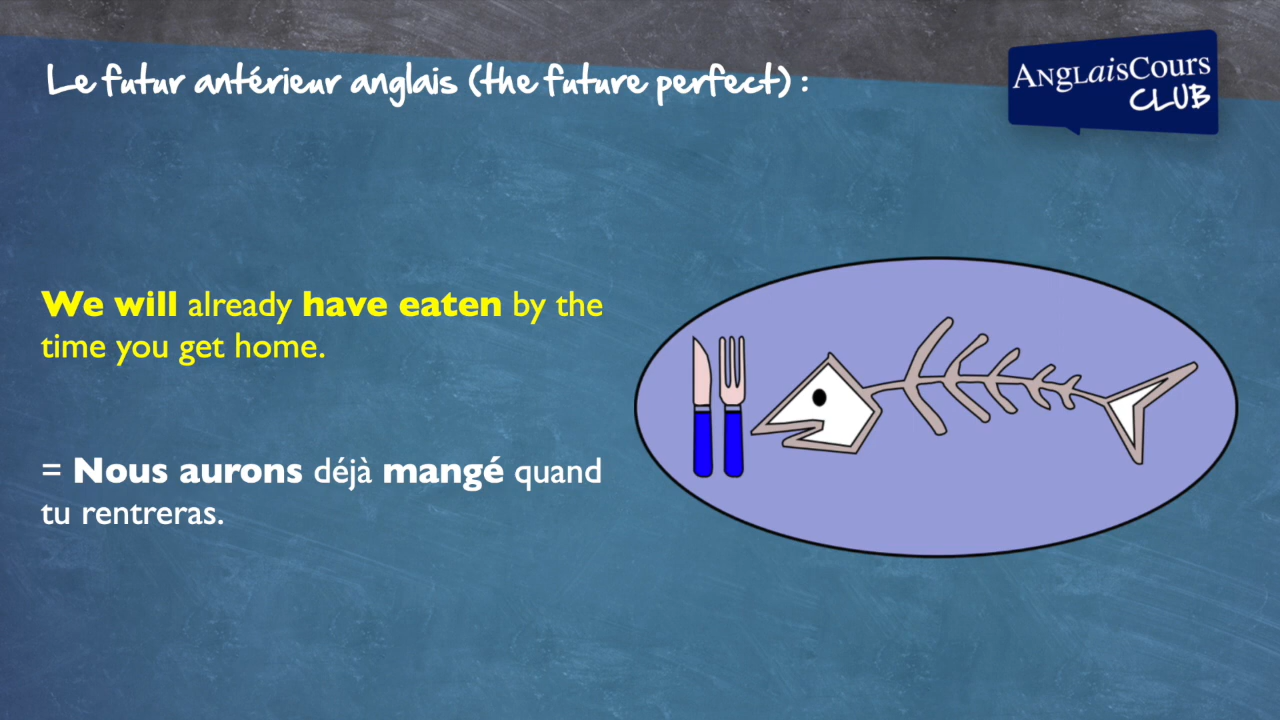 Le futur antérieur anglais (the future perfect) :
AnglaisCours
CLUB
We will already have eaten by the
time you get home.
= Nous aurons déjà mangé quand
tu rentreras.